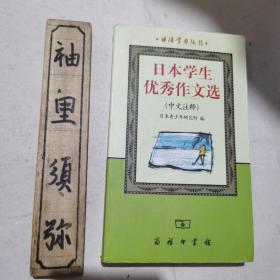 袖里須弥
日语学习丛书
日本学生
优秀作文选
(中文注释)
日本青少年研究所 编
商务印书馆